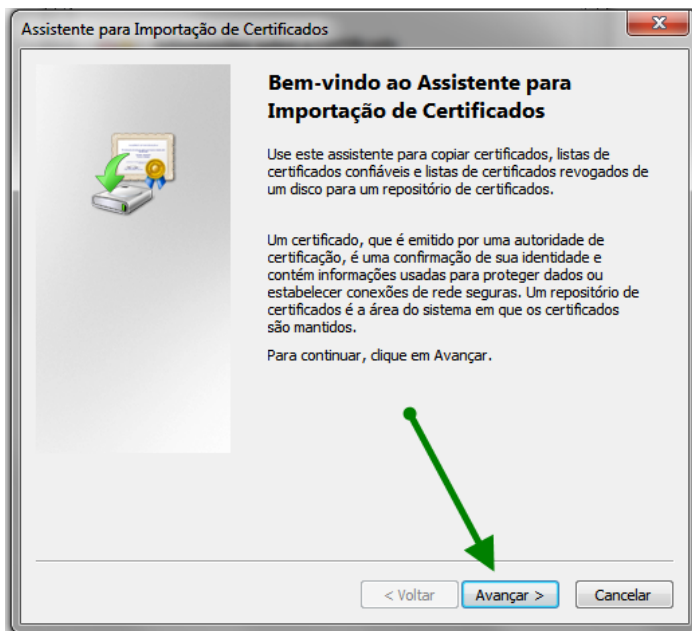 Assistente para Importação de Certificados
Bem-vindo ao Assistente para
Importação de Certificados
Use este assistente para copiar certificados, listas de
certificados confiáveis e listas de certificados revogados de
um disco para um repositório de certificados.
Um certificado, que é emitido por uma autoridade de
certificação, é uma confirmação de sua identidade e
contém informações usadas para proteger dados ou
estabelecer conexões de rede seguras. Um repositório de
certificados é a área do sistema em que os certificados
são mantidos.
Para continuar, clique em Avançar.
< Voltar Avançar > Cancelar